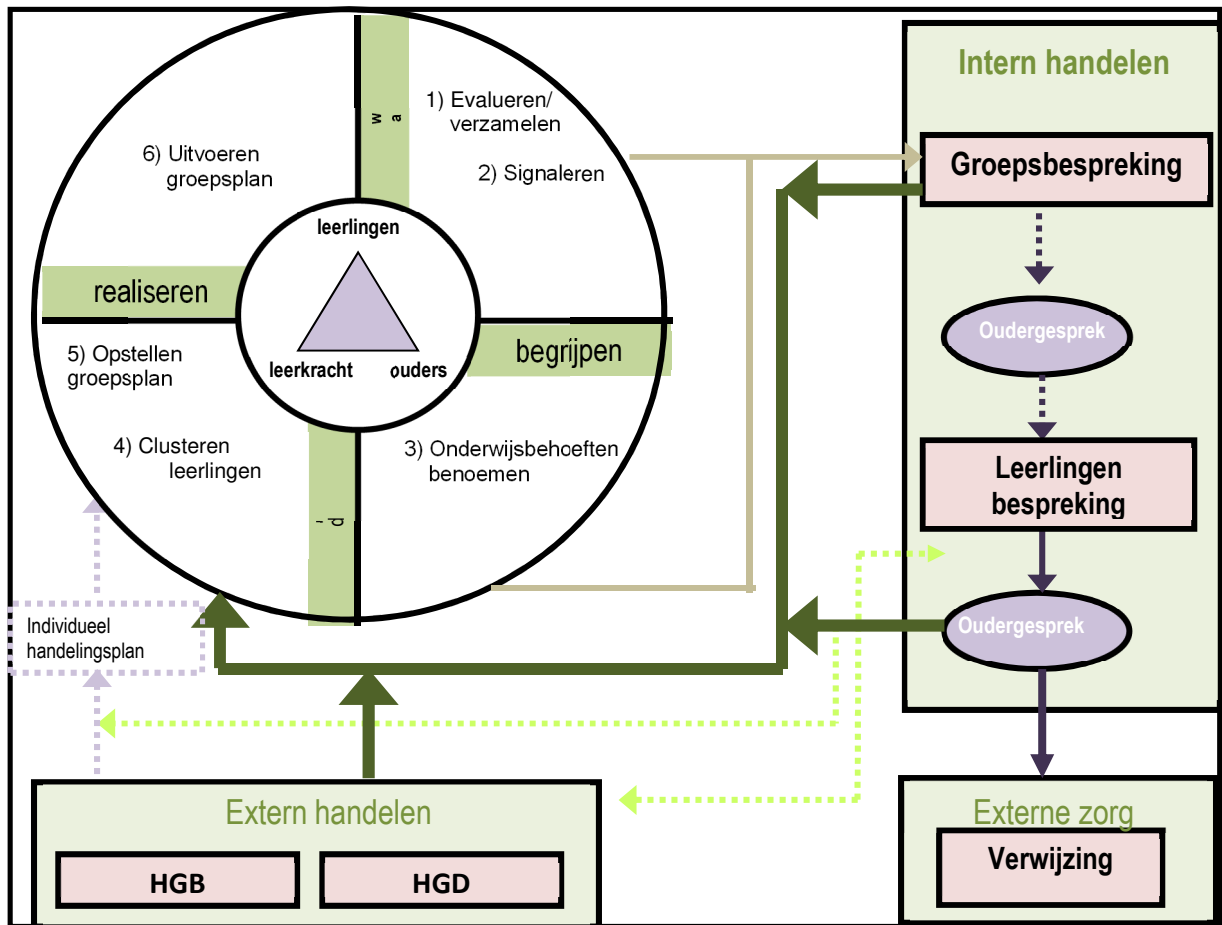 Intern handelen
w
a
1) Evalueren/
verzamelen
6) Uitvoeren
groepsplan
2) Signaleren
Groepsbespreking
leerlingen
realiseren
Oudergesprek
begrijpen
5) Opstellen
groepsplan
leerkracht
ouders
4) Clusteren
leerlingen
3) Onderwijsbehoeften
benoemen
Leerlingen
bespreking
d
Individueel
handelingsplan
Oudergesprek
Extern handelen
HGB
HGD
Externe zorg
Verwijzing